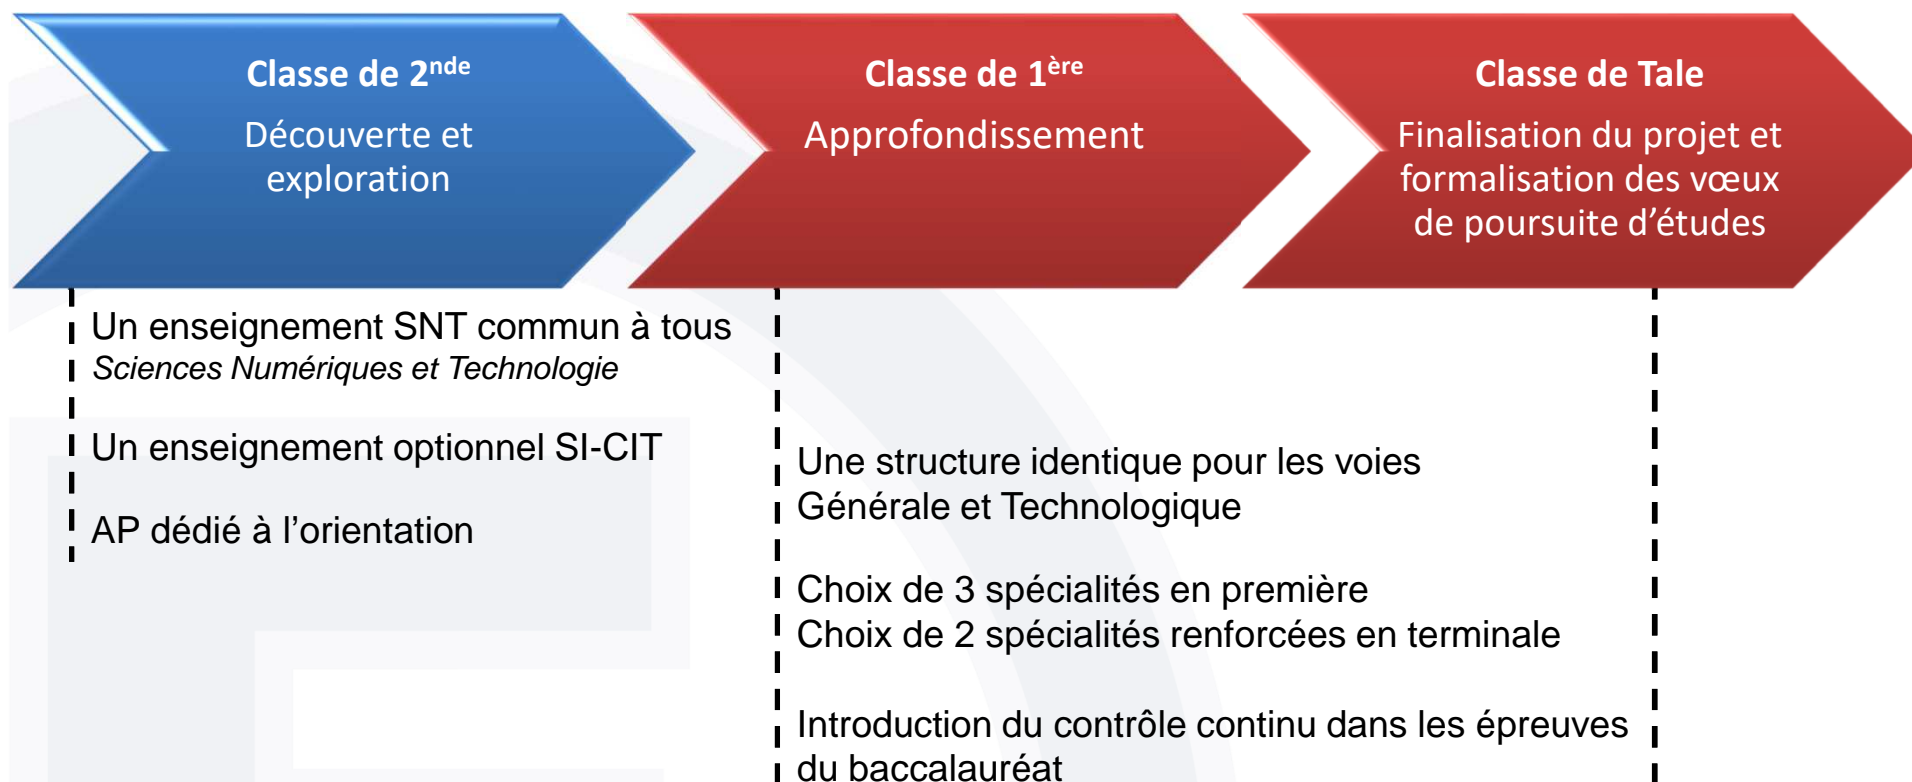 Classe de 2nde
Découverte et
exploration
Classe de 1ère
Approfondissement
Classe de Tale
Finalisation du projet et
formalisation des vœux
de poursuite d’études
Un enseignement SNT commun à tous
Sciences Numériques et Technologie
Un enseignement optionnel SI-CIT
AP dédié à l’orientation
Une structure identique pour les voies
Générale et Technologique
Choix de 3 spécialités en première
Choix de 2 spécialités renforcées en terminale
Introduction du contrôle continu dans les épreuves
du baccalauréat